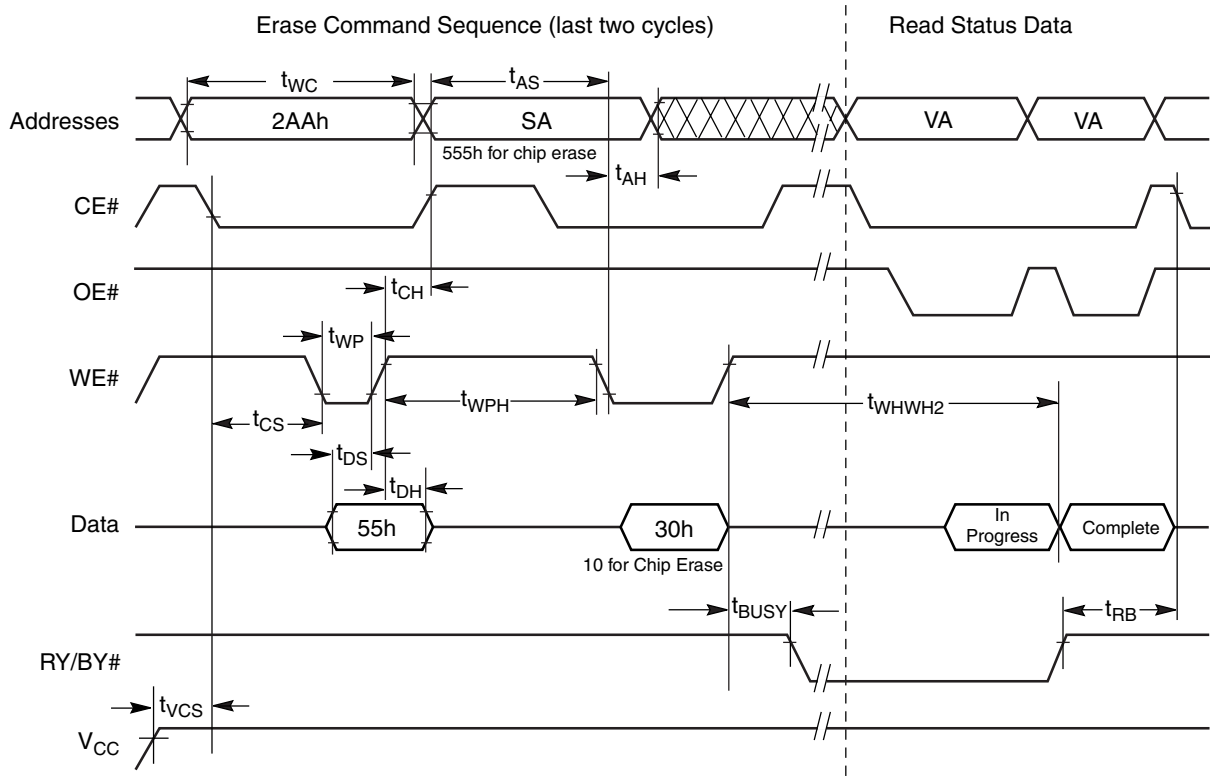 Erase Command Sequence (last two cycles)
Read Status Data
tWC
tAS
Addresses
2AAh
SA
VA
VA
555h for chip erase
tAH
CE#
OE#
tCH
tWP
WE#
tWPH
tWHWH2
tCS
tDS
tDH
Data
55h
30h
In
Progress
Complete
10 for Chip Erase
tBUSY
tRB
RY/BY#
tVCS
VCC